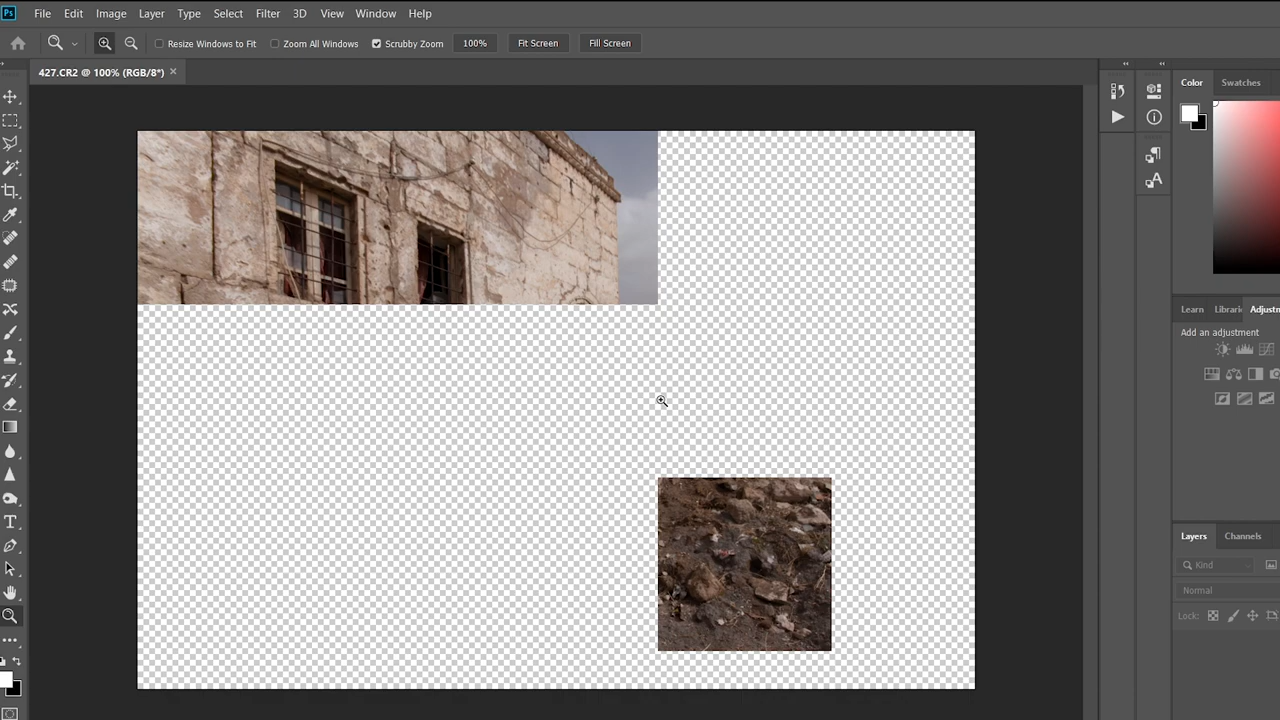 Ps File Edit Image Layer Type Select Filter 3D View Window Help
Resize Windows to Fit Zoom All Windows Scrubby Zoom 100% Fit Screen Fill Screen
427.CR2 @ 100% (RGB/8*) ×
Color Swatches
Learn Librari Adjustm
Add an adjustment
Layers Channels
Kind
Normal
Lock: